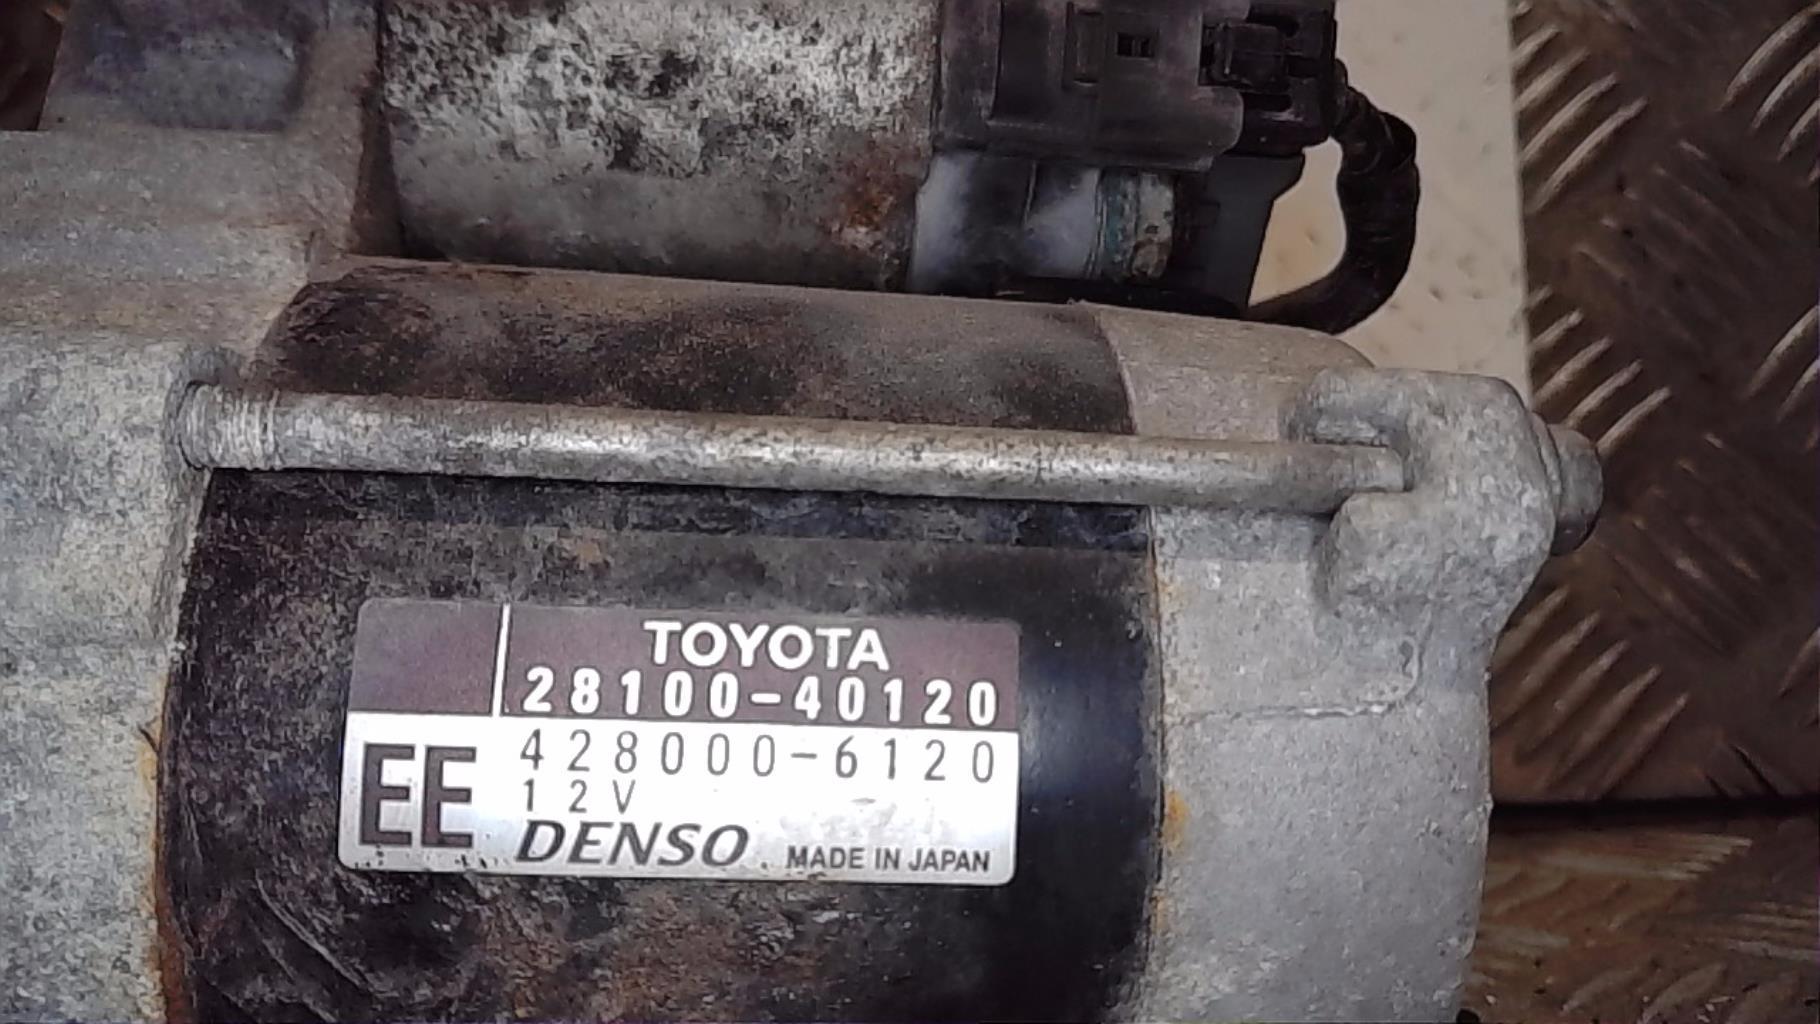 TOYOTA
28100-40120
EE
428000-6120
12V
DENSO
MADE IN JAPAN